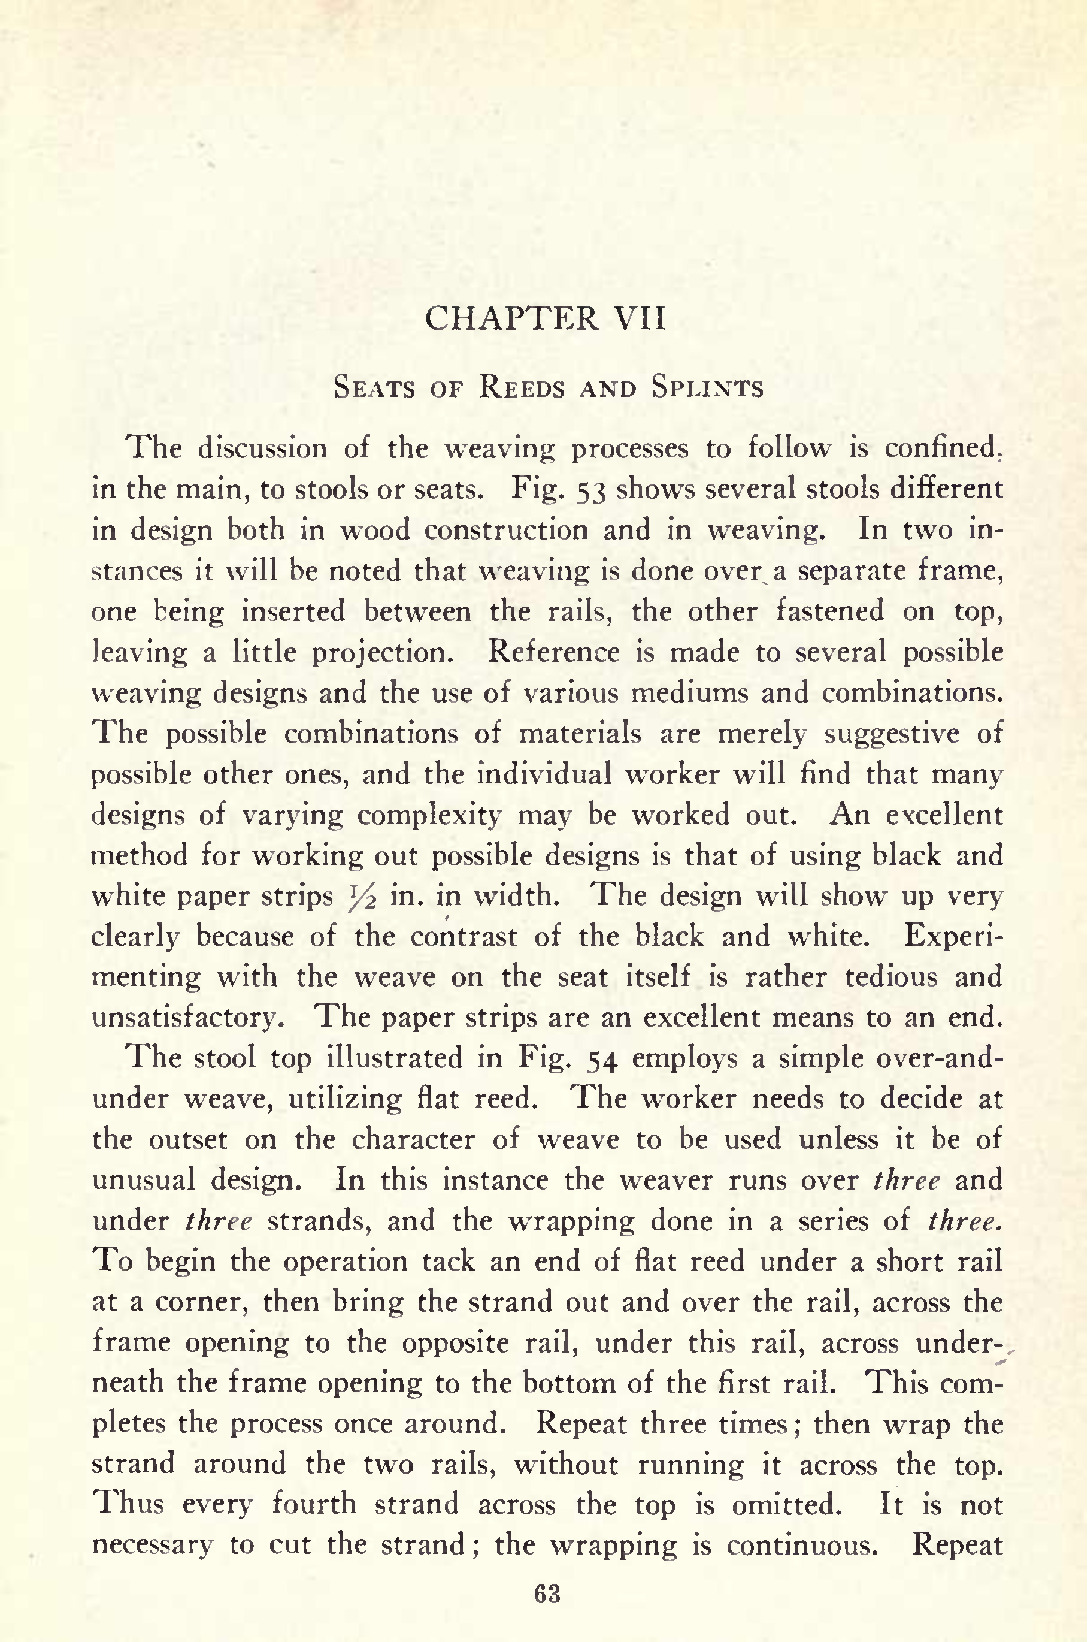 CHAPTER VII
Seats of Reeds and Splints
The discussion of the weaving processes to follow is confined,
in the main, to stools or seats. Fig. 53 shows several stools different
in design both in wood construction and in weaving. In two in-
stances it will be noted that weaving is done over a separate frame,
one being inserted between the rails, the other fastened on top,
leaving a little projection. Reference is made to several possible
weaving designs and the use of various mediums and combinations.
The possible combinations of materials are merely suggestive of
possible other ones, and the individual worker will find that many
designs of varying complexity may be worked out. An excellent
method for working out possible designs is that of using black and
white paper strips ½ in. in width. The design will show up very
clearly because of the contrast of the black and white. Experi-
menting with the weave on the seat itself is rather tedious and
unsatisfactory. The paper strips are an excellent means to an end.
The stool top illustrated in Fig. 54 employs a simple over-and-
under weave, utilizing flat reed. The worker needs to decide at
the outset on the character of weave to be used unless it be of
unusual design. In this instance the weaver runs over three and
under three strands, and the wrapping done in a series of three.
To begin the operation tack an end of flat reed under a short rail
at a corner, then bring the strand out and over the rail, across the
frame opening to the opposite rail, under this rail, across under-
neath the frame opening to the bottom of the first rail. This com-
pletes the process once around. Repeat three times; then wrap the
strand around the two rails, without running it across the top.
Thus every fourth strand across the top is omitted. It is not
necessary to cut the strand; the wrapping is continuous. Repeat
63